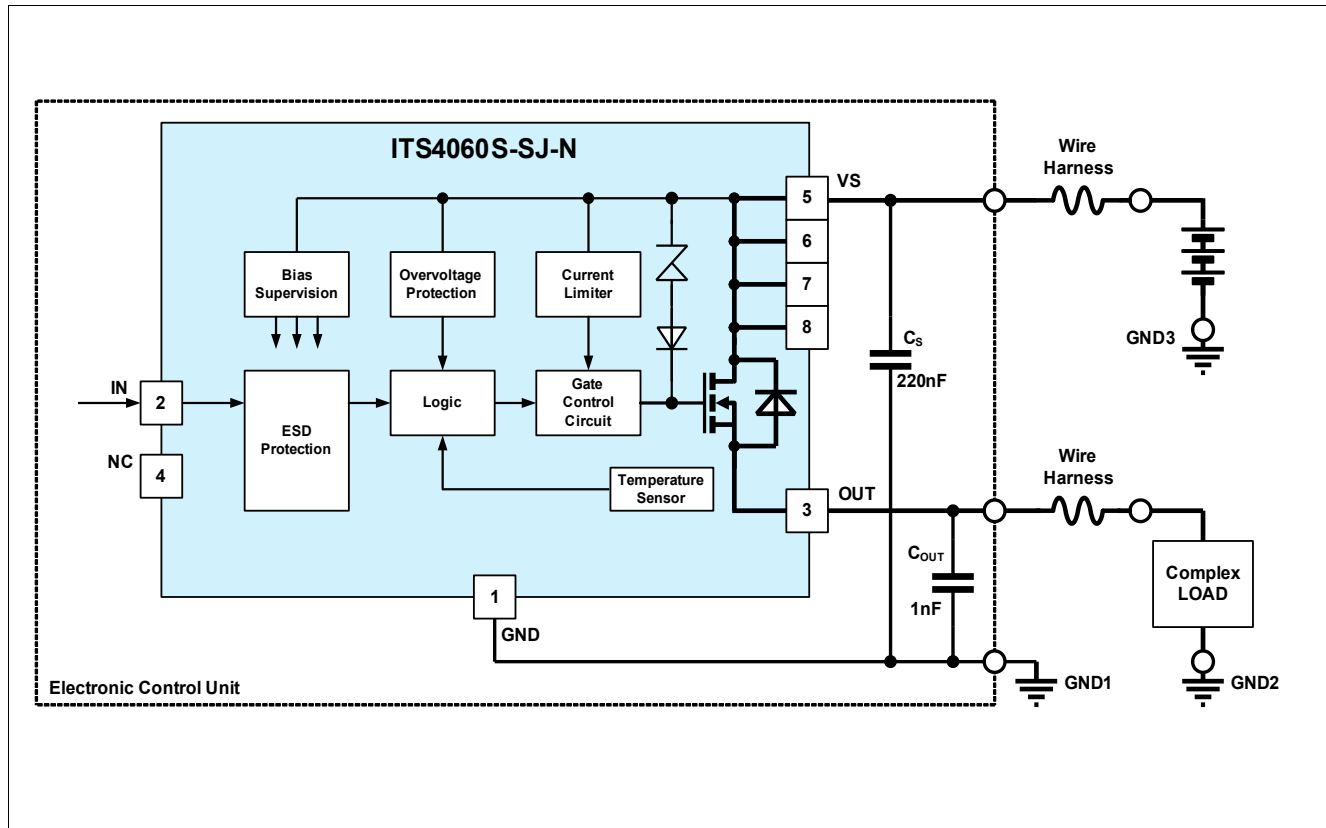 ITS4060S-SJ-N
Wire
Harness
VS
5
6
7
8
Bias
Supervision
Overvoltage
Protection
Current
Limiter
CS
220nF
GND3
IN
2
ESD
Protection
Logic
Gate
Control
Circuit
NC
4
Temperature
Sensor
Wire
Harness
3
OUT
COUT
1nF
Complex
LOAD
1
GND
Electronic Control Unit
GND1
GND2